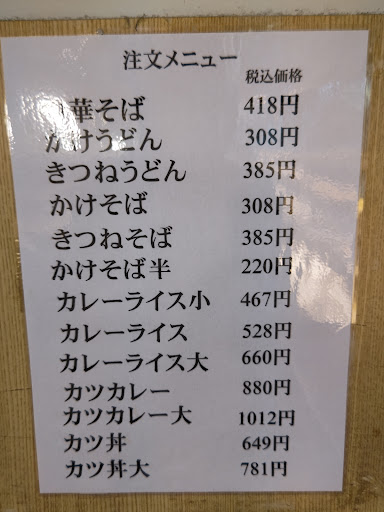 注文メニュー
税込価格
華そば 418円
かけうどん 308円
きつねうどん 385円
かけそば 308円
きつねそば 385円
かけそば半 220円
カレーライス小 467円
カレーライス 528円
カレーライス大 660円
カツカレー 880円
カツカレー大 1012円
カツ丼 649円
カツ丼大 781円